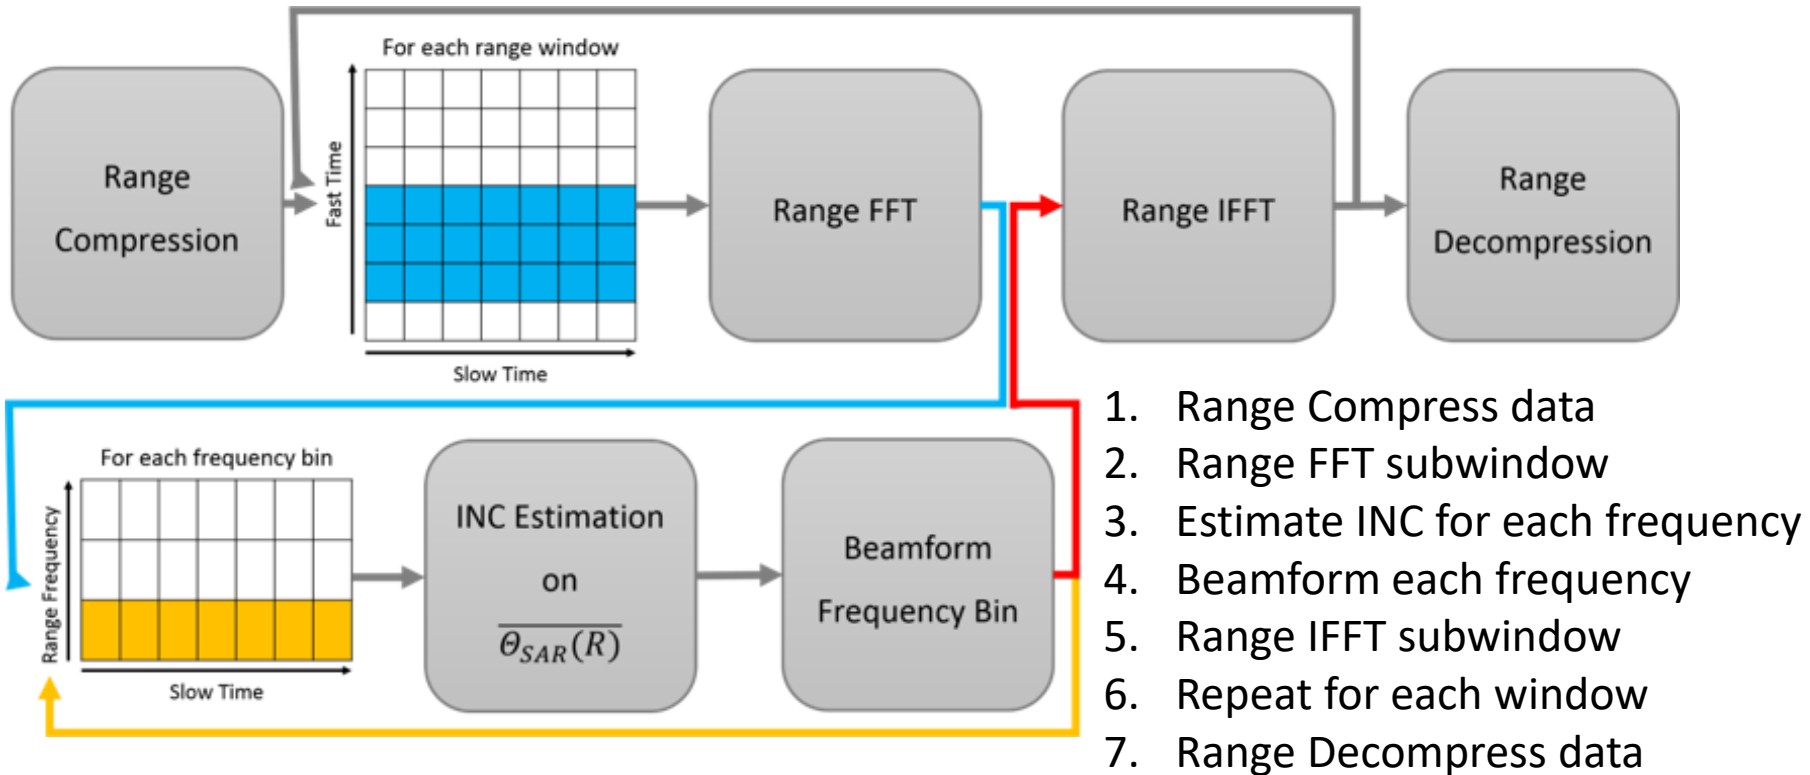 For each range window
Range
Compression
Fast Time
Slow Time
Range FFT
Range IFFT
Range
Decompression
For each frequency bin
Range Frequency
Slow Time
INC Estimation
on
$\overline{\Theta_{SAR}(R)}$
Beamform
Frequency Bin
1. Range Compress data
2. Range FFT subwindow
3. Estimate INC for each frequency
4. Beamform each frequency
5. Range IFFT subwindow
6. Repeat for each window
7. Range Decompress data